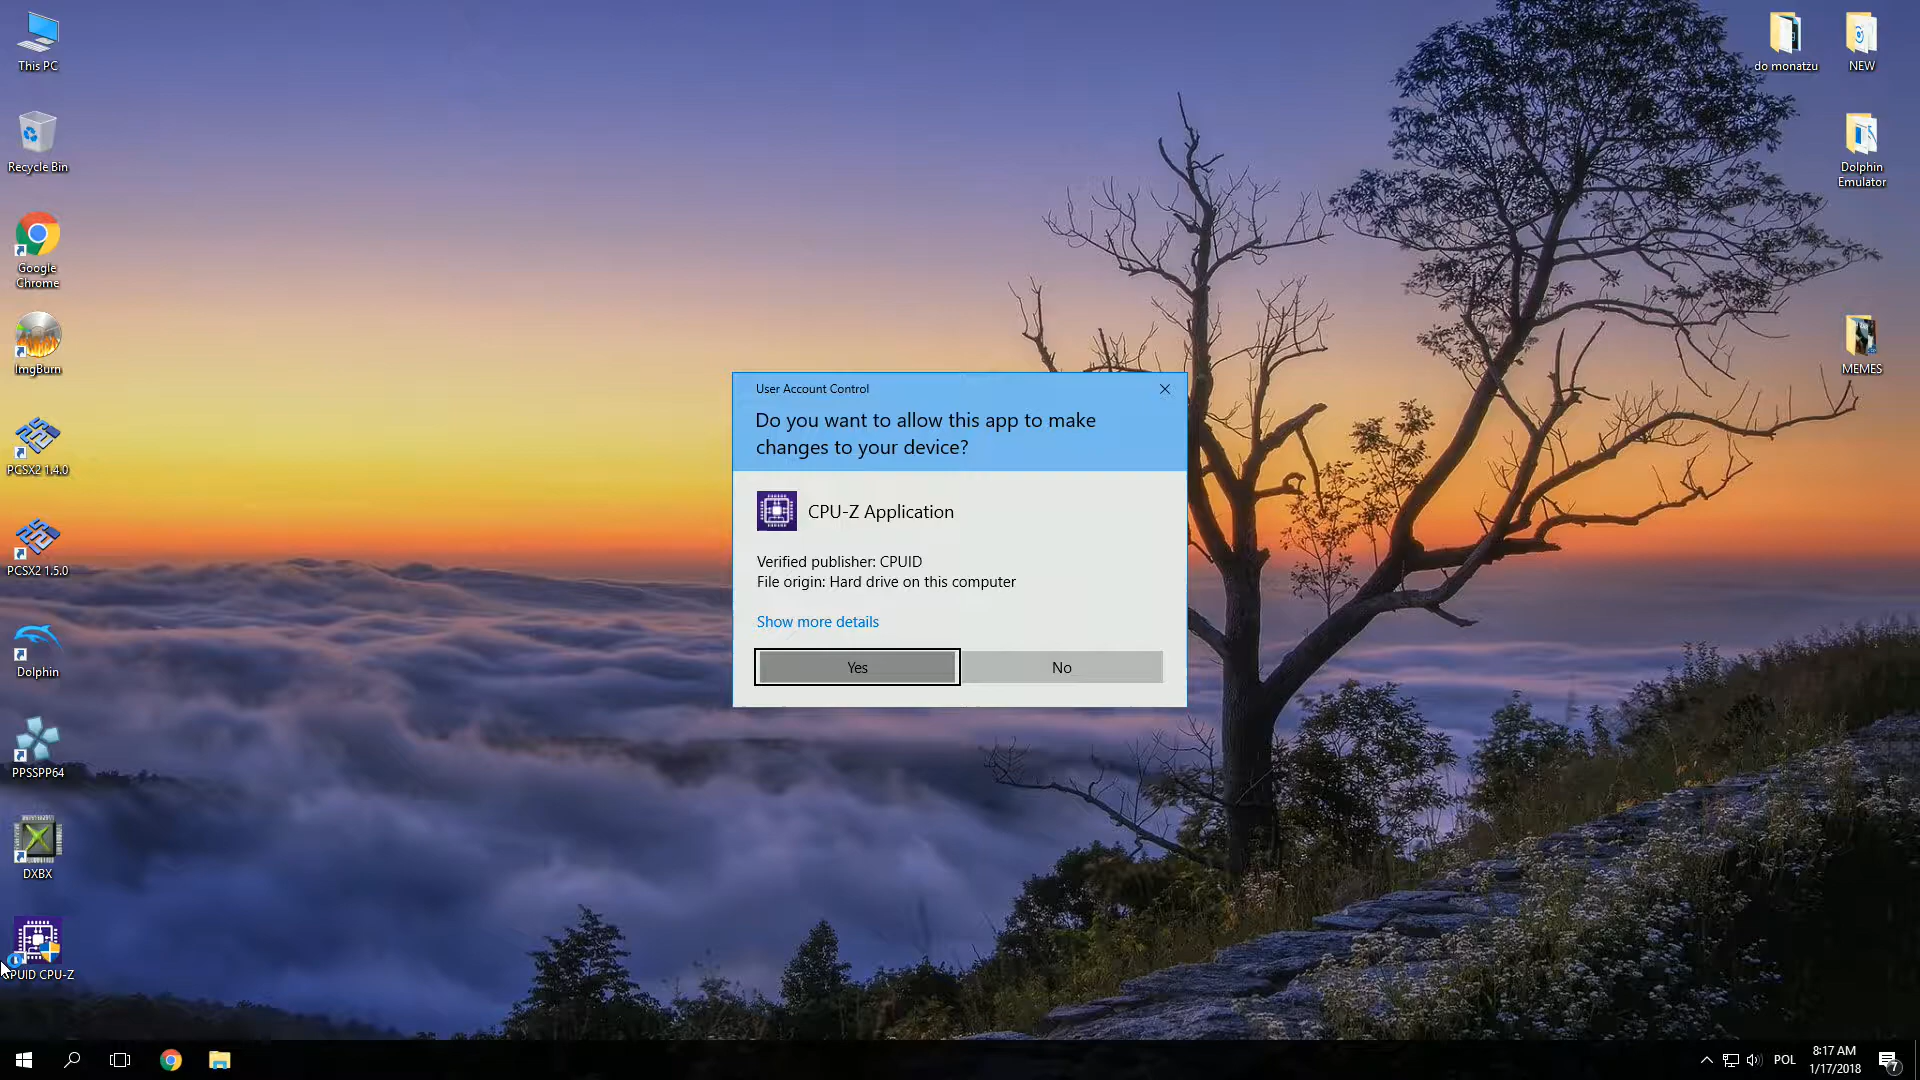 This PC
Recycle Bin
Google
Chrome
ImgBurn
PCSX2 1.4.0
PCSX2 1.5.0
Dolphin
PPSSPP64
DXBX
CPUID CPU-Z
do monatzu
NEW
Dolphin
Emulator
MEMES
User Account Control
Do you want to allow this app to make
changes to your device?
CPU-Z Application
Verified publisher: CPUID
File origin: Hard drive on this computer
Show more details
Yes
No
POL
8:17 AM
1/17/2018
7